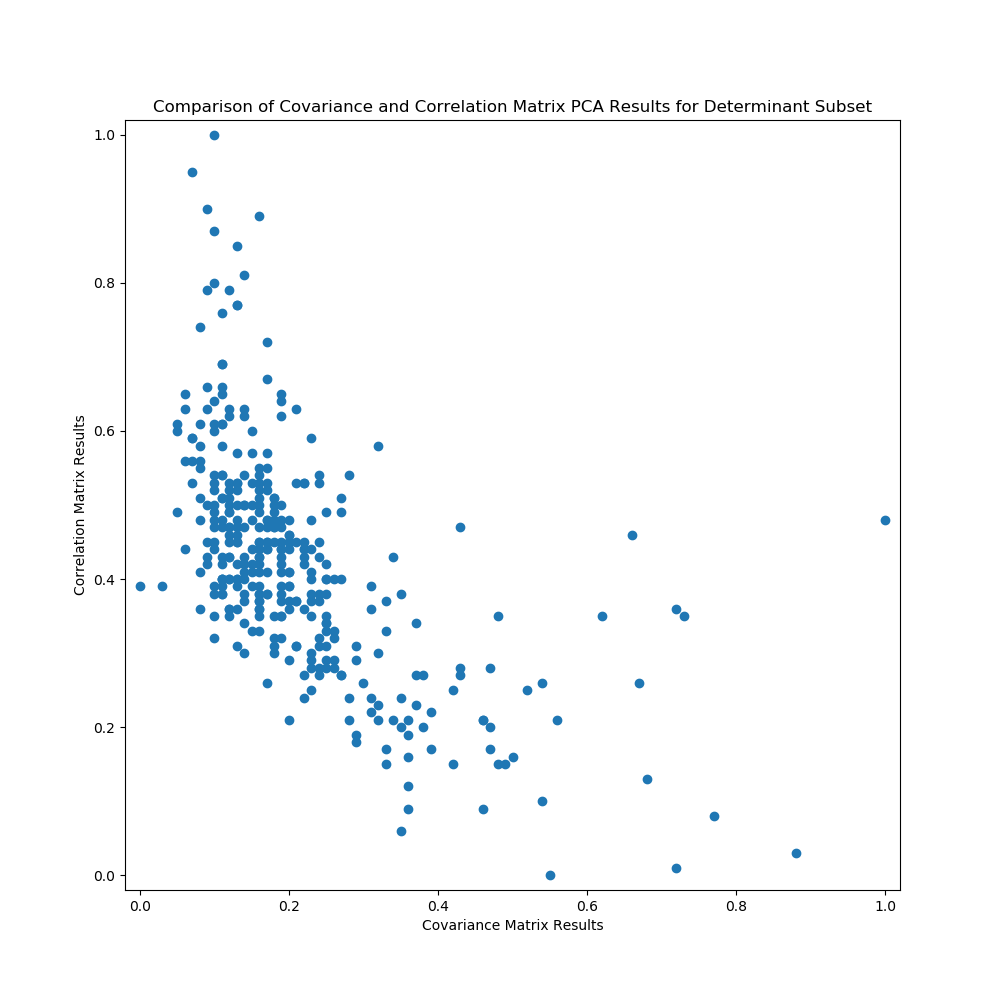 Comparison of Covariance and Correlation Matrix PCA Results for Determinant Subset
1.0
0.8
0.6
0.4
0.2
0.0
Correlation Matrix Results
0.0 0.2 0.4 0.6 0.8 1.0
Covariance Matrix Results